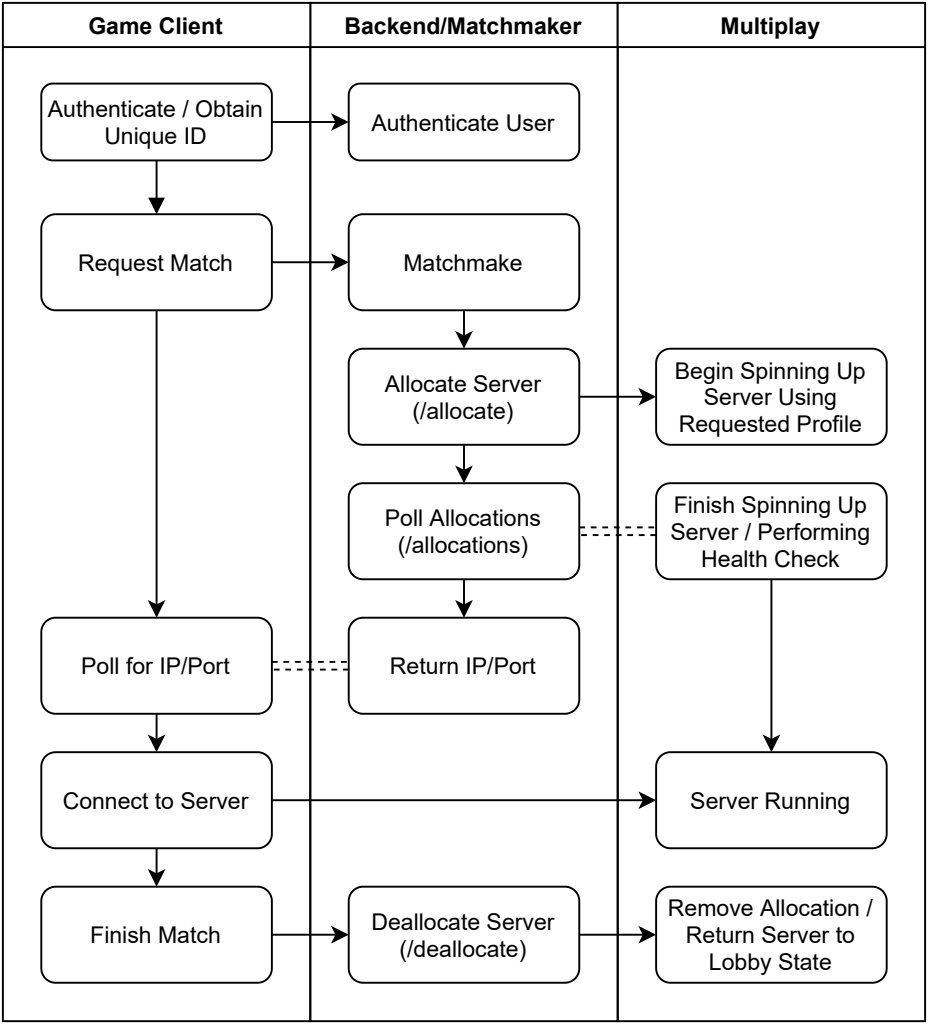 Game Client
Backend/Matchmaker
Multiplay
Authenticate / Obtain
Unique ID
Authenticate User
Request Match
Matchmake
Allocate Server
(/allocate)
Begin Spinning Up
Server Using
Requested Profile
Poll Allocations
(/allocations)
Finish Spinning Up
Server / Performing
Health Check
Poll for IP/Port
Return IP/Port
Connect to Server
Server Running
Finish Match
Deallocate Server
(/deallocate)
Remove Allocation /
Return Server to
Lobby State